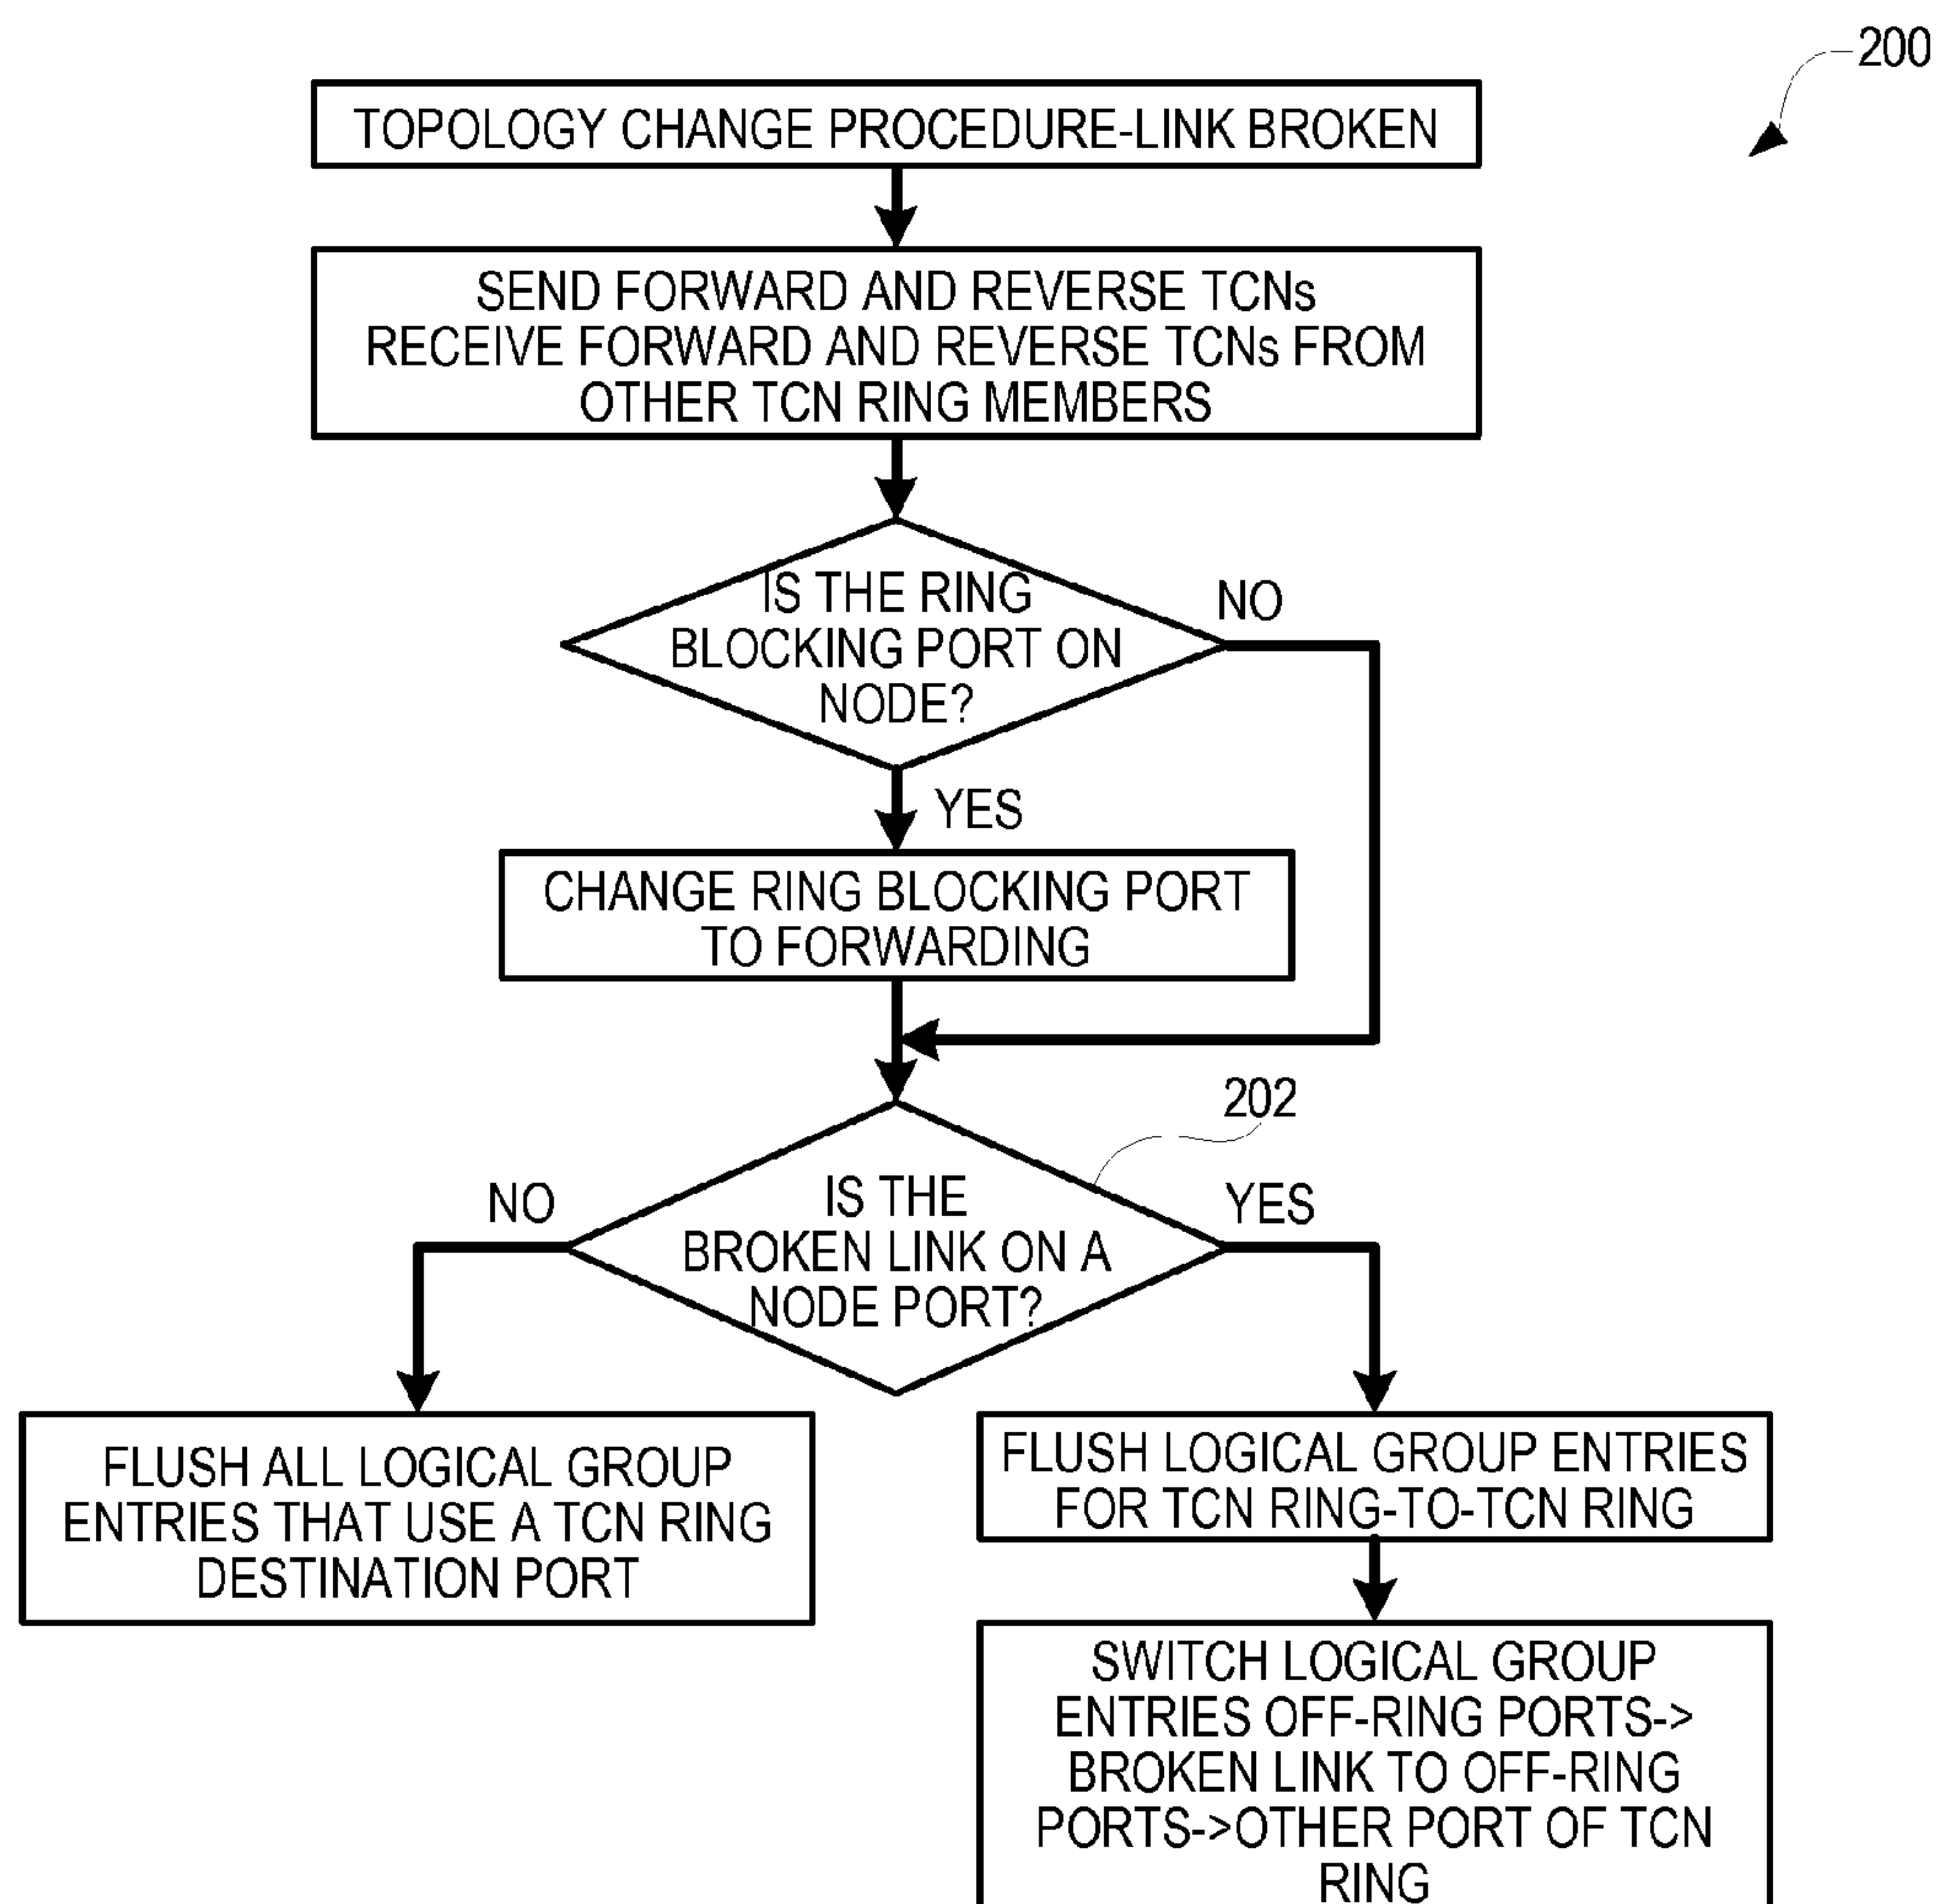 200
TOPOLOGY CHANGE PROCEDURE-LINK BROKEN
SEND FORWARD AND REVERSE TCNs
RECEIVE FORWARD AND REVERSE TCNs FROM
OTHER TCN RING MEMBERS
IS THE RING
BLOCKING PORT ON
NODE?
NO
YES
CHANGE RING BLOCKING PORT
TO FORWARDING
202
IS THE
BROKEN LINK ON A
NODE PORT?
NO
YES
FLUSH ALL LOGICAL GROUP
ENTRIES THAT USE A TCN RING
DESTINATION PORT
FLUSH LOGICAL GROUP ENTRIES
FOR TCN RING-TO-TCN RING
SWITCH LOGICAL GROUP
ENTRIES OFF-RING PORTS->
BROKEN LINK TO OFF-RING
PORTS->OTHER PORT OF TCN
RING